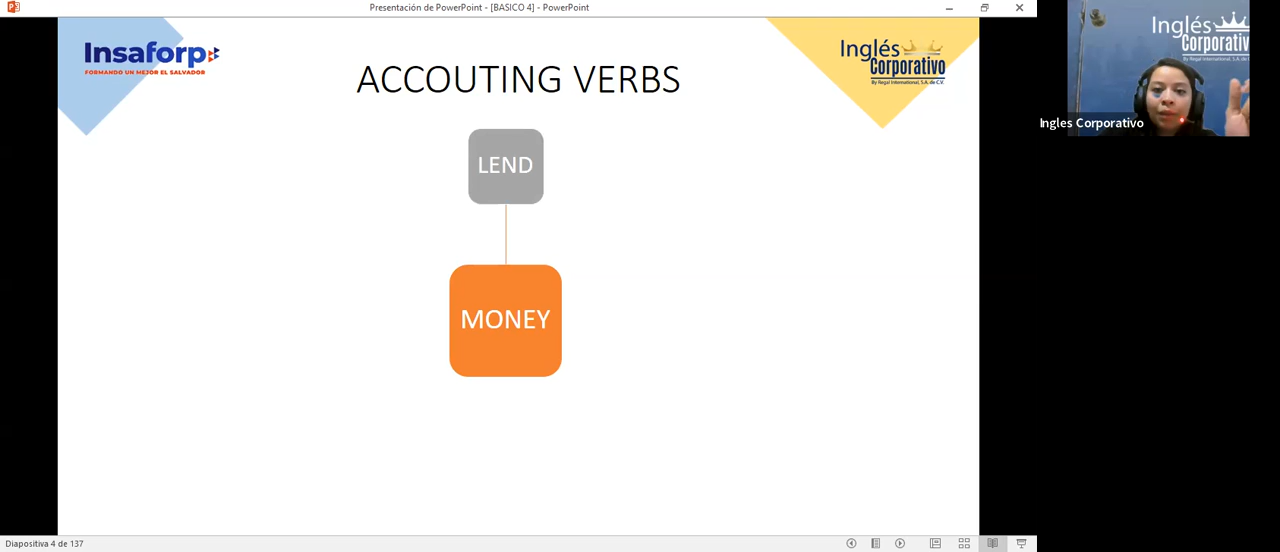 Presentación de PowerPoint - [BASICO 4] - PowerPoint
Insaforp
FORMANDO UN MEJOR EL SALVADOR
ACCOUTING VERBS
Inglés
Corporativo
By Regal International, S.A. de C.V.
LEND
MONEY
Inglés
Corporativo
Ingles Corporativo
Diapositiva 4 de 137